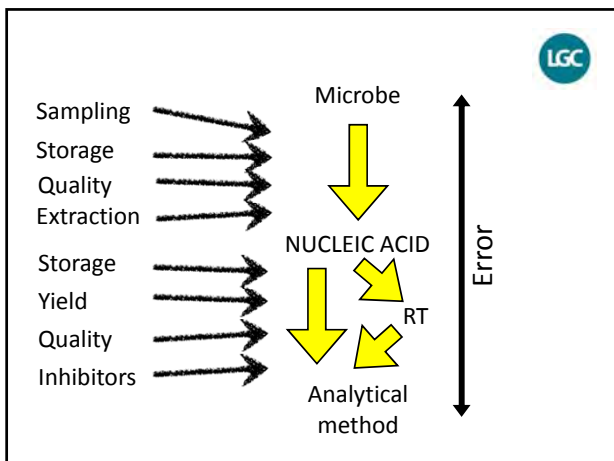 LGC
Sampling
Storage
Quality
Extraction
Storage
Yield
Quality
Inhibitors
Microbe
NUCLEIC ACID
RT
Analytical
method
Error